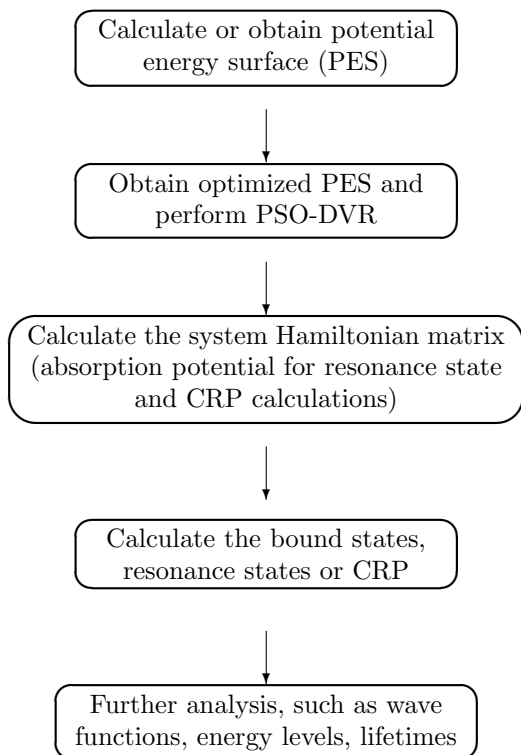 Calculate or obtain potential
energy surface (PES)
Obtain optimized PES and
perform PSO-DVR
Calculate the system Hamiltonian matrix
(absorption potential for resonance state
and CRP calculations)
Calculate the bound states,
resonance states or CRP
Further analysis, such as wave
functions, energy levels, lifetimes